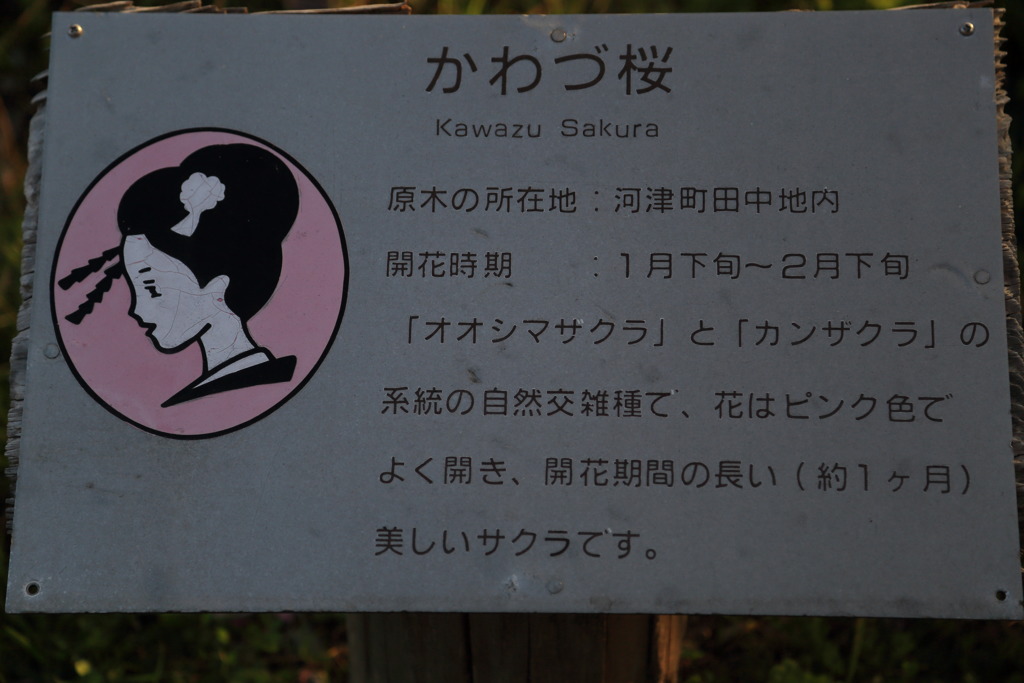 かわづ桜
Kawazu Sakura
原木の所在地：河津町田中地内
開花時期　　：１月下旬～２月下旬
「オオシマサクラ」と「カンザクラ」の
系統の自然交雑種で、花はピンク色で
よく開き、開花期間の長い（約１ヶ月）
美しいサクラです。